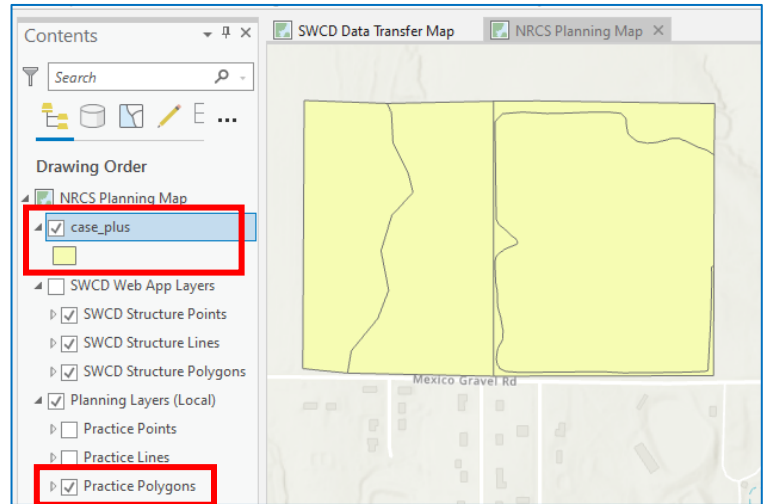 Contents
SWCD Data Transfer Map
NRCS Planning Map
Search
Drawing Order
NRCS Planning Map
case_plus
SWCD Web App Layers
SWCD Structure Points
SWCD Structure Lines
SWCD Structure Polygons
Planning Layers (Local)
Practice Points
Practice Lines
Practice Polygons
Mexico Gravel Rd